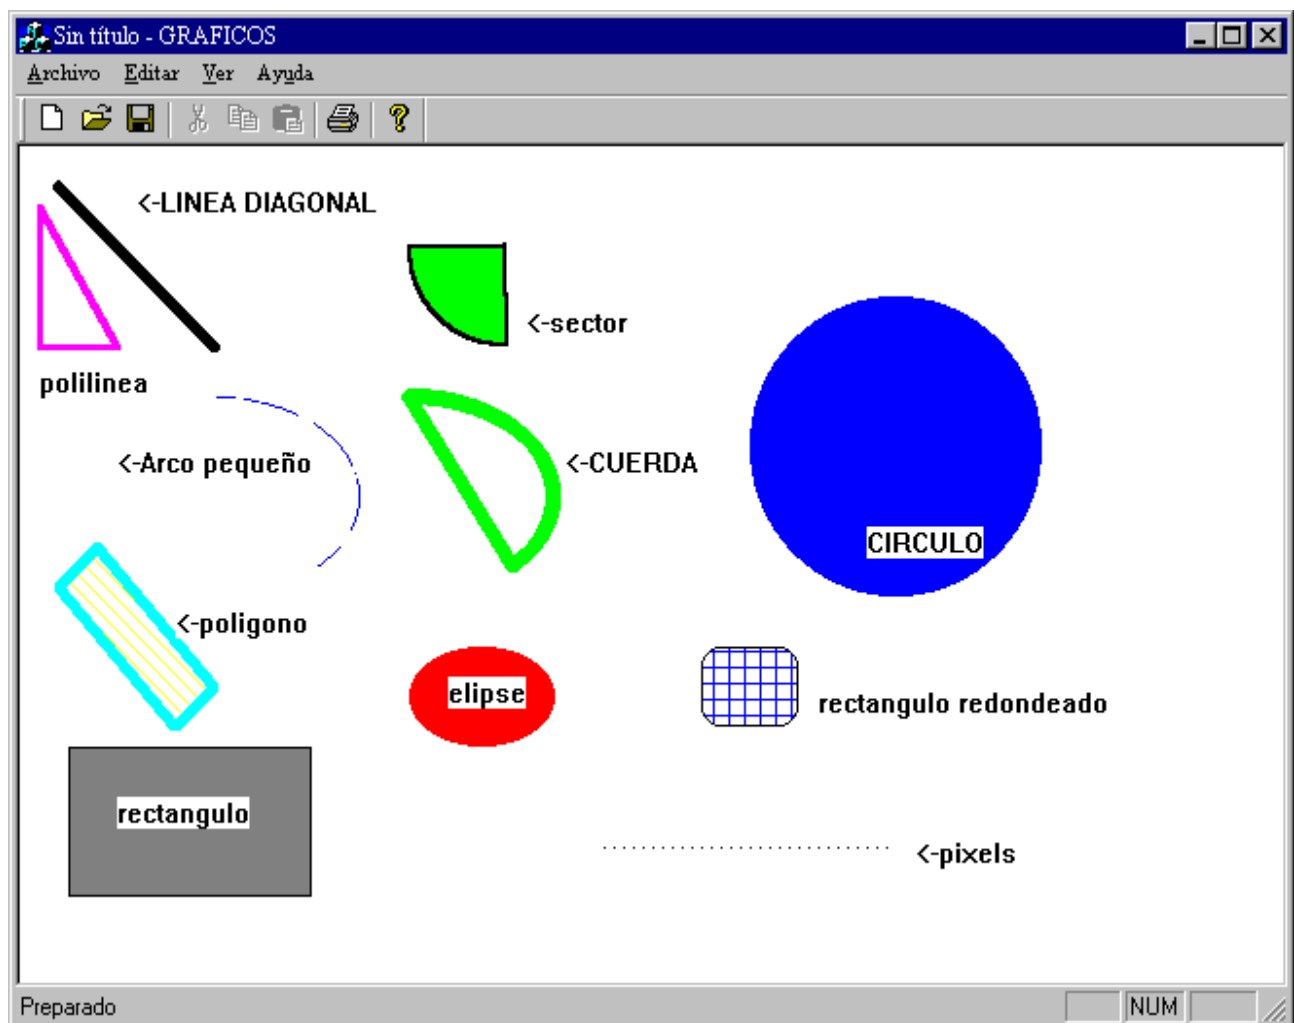 Sin título - GRAFICOS
Archivo Editar Ver Ayuda
<-LINEA DIAGONAL
<-sector
polilinea
<-Arco pequeño
<-CUERDA
CIRCULO
<-poligono
elipse
rectangulo redondeado
rectangulo
<-pixels
Preparado
NUM